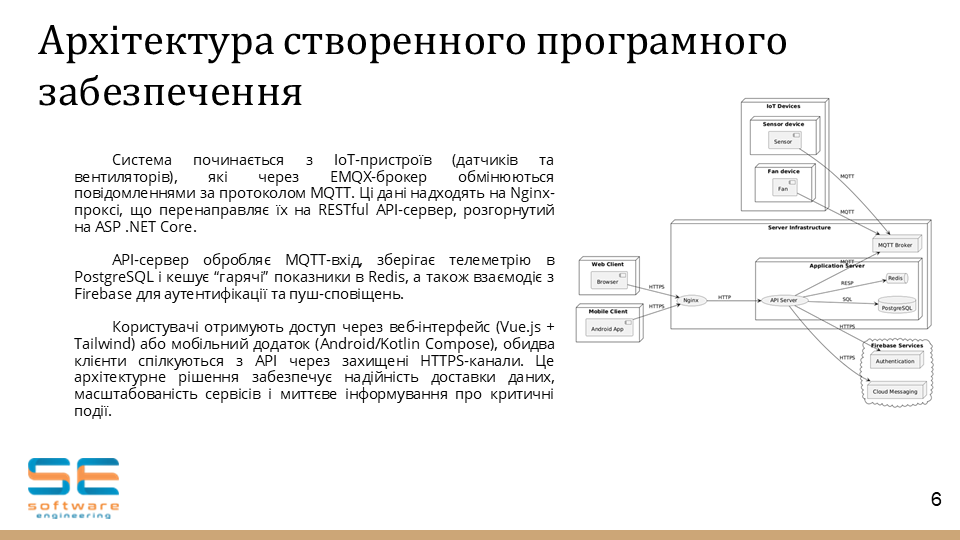 Архітектура створенного програмного
забезпечення
Система починається з IoT-пристроїв (датчиків та
вентиляторів), які через EMQX-брокер обмінюються
повідомленнями за протоколом MQTT. Ці дані надходять на Nginx-
проксі, що перенаправляє їх на RESTful API-сервер, розгорнутий
на ASP .NET Core.
API-сервер обробляє MQTT-вхід, зберігає телеметрію в
PostgreSQL і кешує “гарячі” показники в Redis, а також взаємодіє з
Firebase для аутентифікації та пуш-сповіщень.
Користувачі отримують доступ через веб-інтерфейс (Vue.js +
Tailwind) або мобільний додаток (Android/Kotlin Compose), обидва
клієнти спілкуються з API через захищені HTTPS-канали. Це
архітектурне рішення забезпечує надійність доставки даних,
масштабованість сервісів і миттєве інформування про критичні
події.
IoT Devices
Sensor device
Sensor
Fan device
Fan
MQTT
MQTT
Server Infrastructure
MQTT Broker
MQTT
Application Server
Web Client
Browser
HTTPS
HTTPS
Mobile Client
Android App
Nginx
HTTP
API Server
RESP
Redis
SQL
PostgreSQL
HTTPS
HTTPS
Firebase Services
Authentication
Cloud Messaging
SE
software
engineering
6